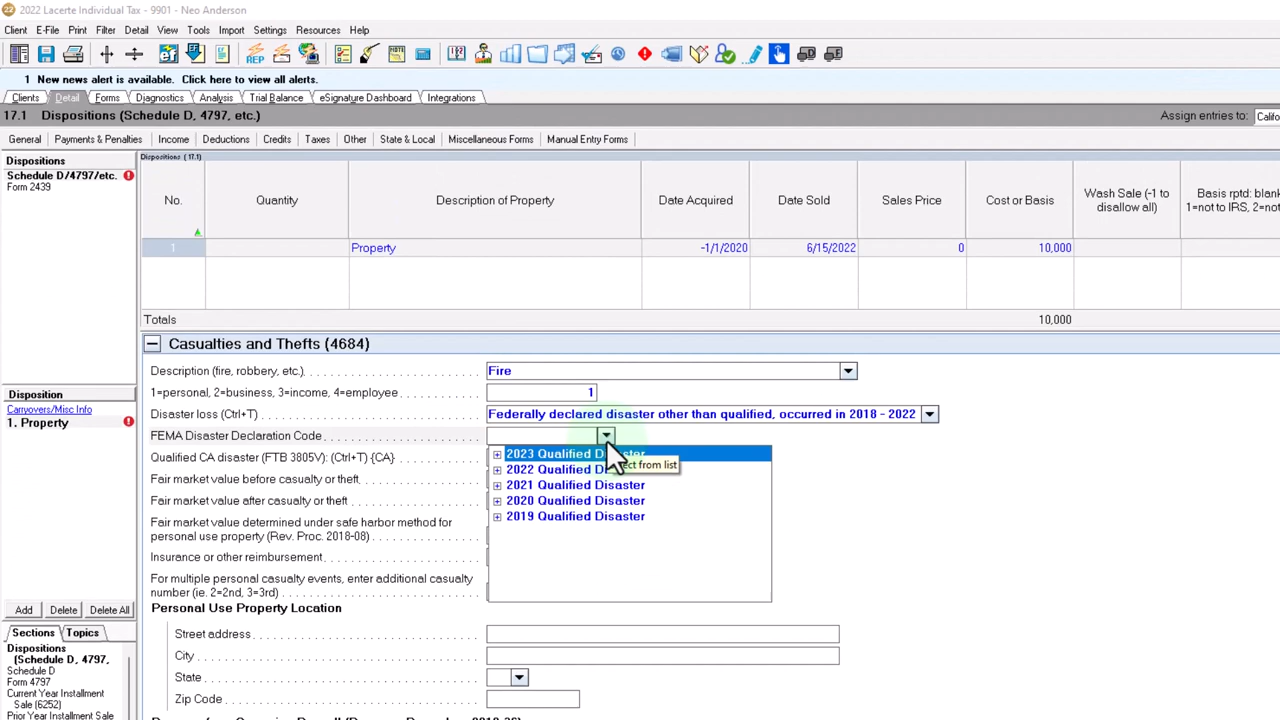 2022 Lacerte Individual Tax - 9901 - Neo Anderson
Client E-File Print Filter Detail View Tools Import Settings Resources Help
1 New news alert is available. Click here to view all alerts.
Clients Detail Forms Diagnostics Analysis Trial Balance eSignature Dashboard Integrations
17.1 Dispositions (Schedule D, 4797, etc.) Assign entries to: Califo
General Payments & Penalties Income Deductions Credits Taxes Other State & Local Miscellaneous Forms Manual Entry Forms
Dispositions
Schedule D/4797/etc.
Form 2439
Dispositions (17.1)
No. Quantity Description of Property Date Acquired Date Sold Sales Price Cost or Basis Wash Sale (-1 to disallow all) Basis rptd: blank 1=not to IRS, 2=not
1 Property -1/1/2020 6/15/2022 0 10,000
Totals 10,000
Casualties and Thefts (4684)
Description (fire, robbery, etc.) Fire
1=personal, 2=business, 3=income, 4=employee 1
Disaster loss (Ctrl+T) Federally declared disaster other than qualified, occurred in 2018 - 2022
FEMA Disaster Declaration Code
2023 Qualified Disaster
ect from list
2022 Qualified
2021 Qualified Disaster
2020 Qualified Disaster
2019 Qualified Disaster
Qualified CA disaster (FTB 3805V): (Ctrl+T) {CA}
Fair market value before casualty or theft
Fair market value after casualty or theft
Fair market value determined under safe harbor method for
personal use property (Rev. Proc. 2018-08)
Insurance or other reimbursement
For multiple personal casualty events, enter additional casualty
number (ie. 2=2nd, 3=3rd)
Personal Use Property Location
Street address
City
State
Zip Code
Disposition
Carryovers/Misc Info
1. Property
Add Delete Delete All
Sections Topics
Dispositions
(Schedule D, 4797,
Schedule D
Form 4797
Current Year Installment
Sale (6252)
Prior Year Installment Sale